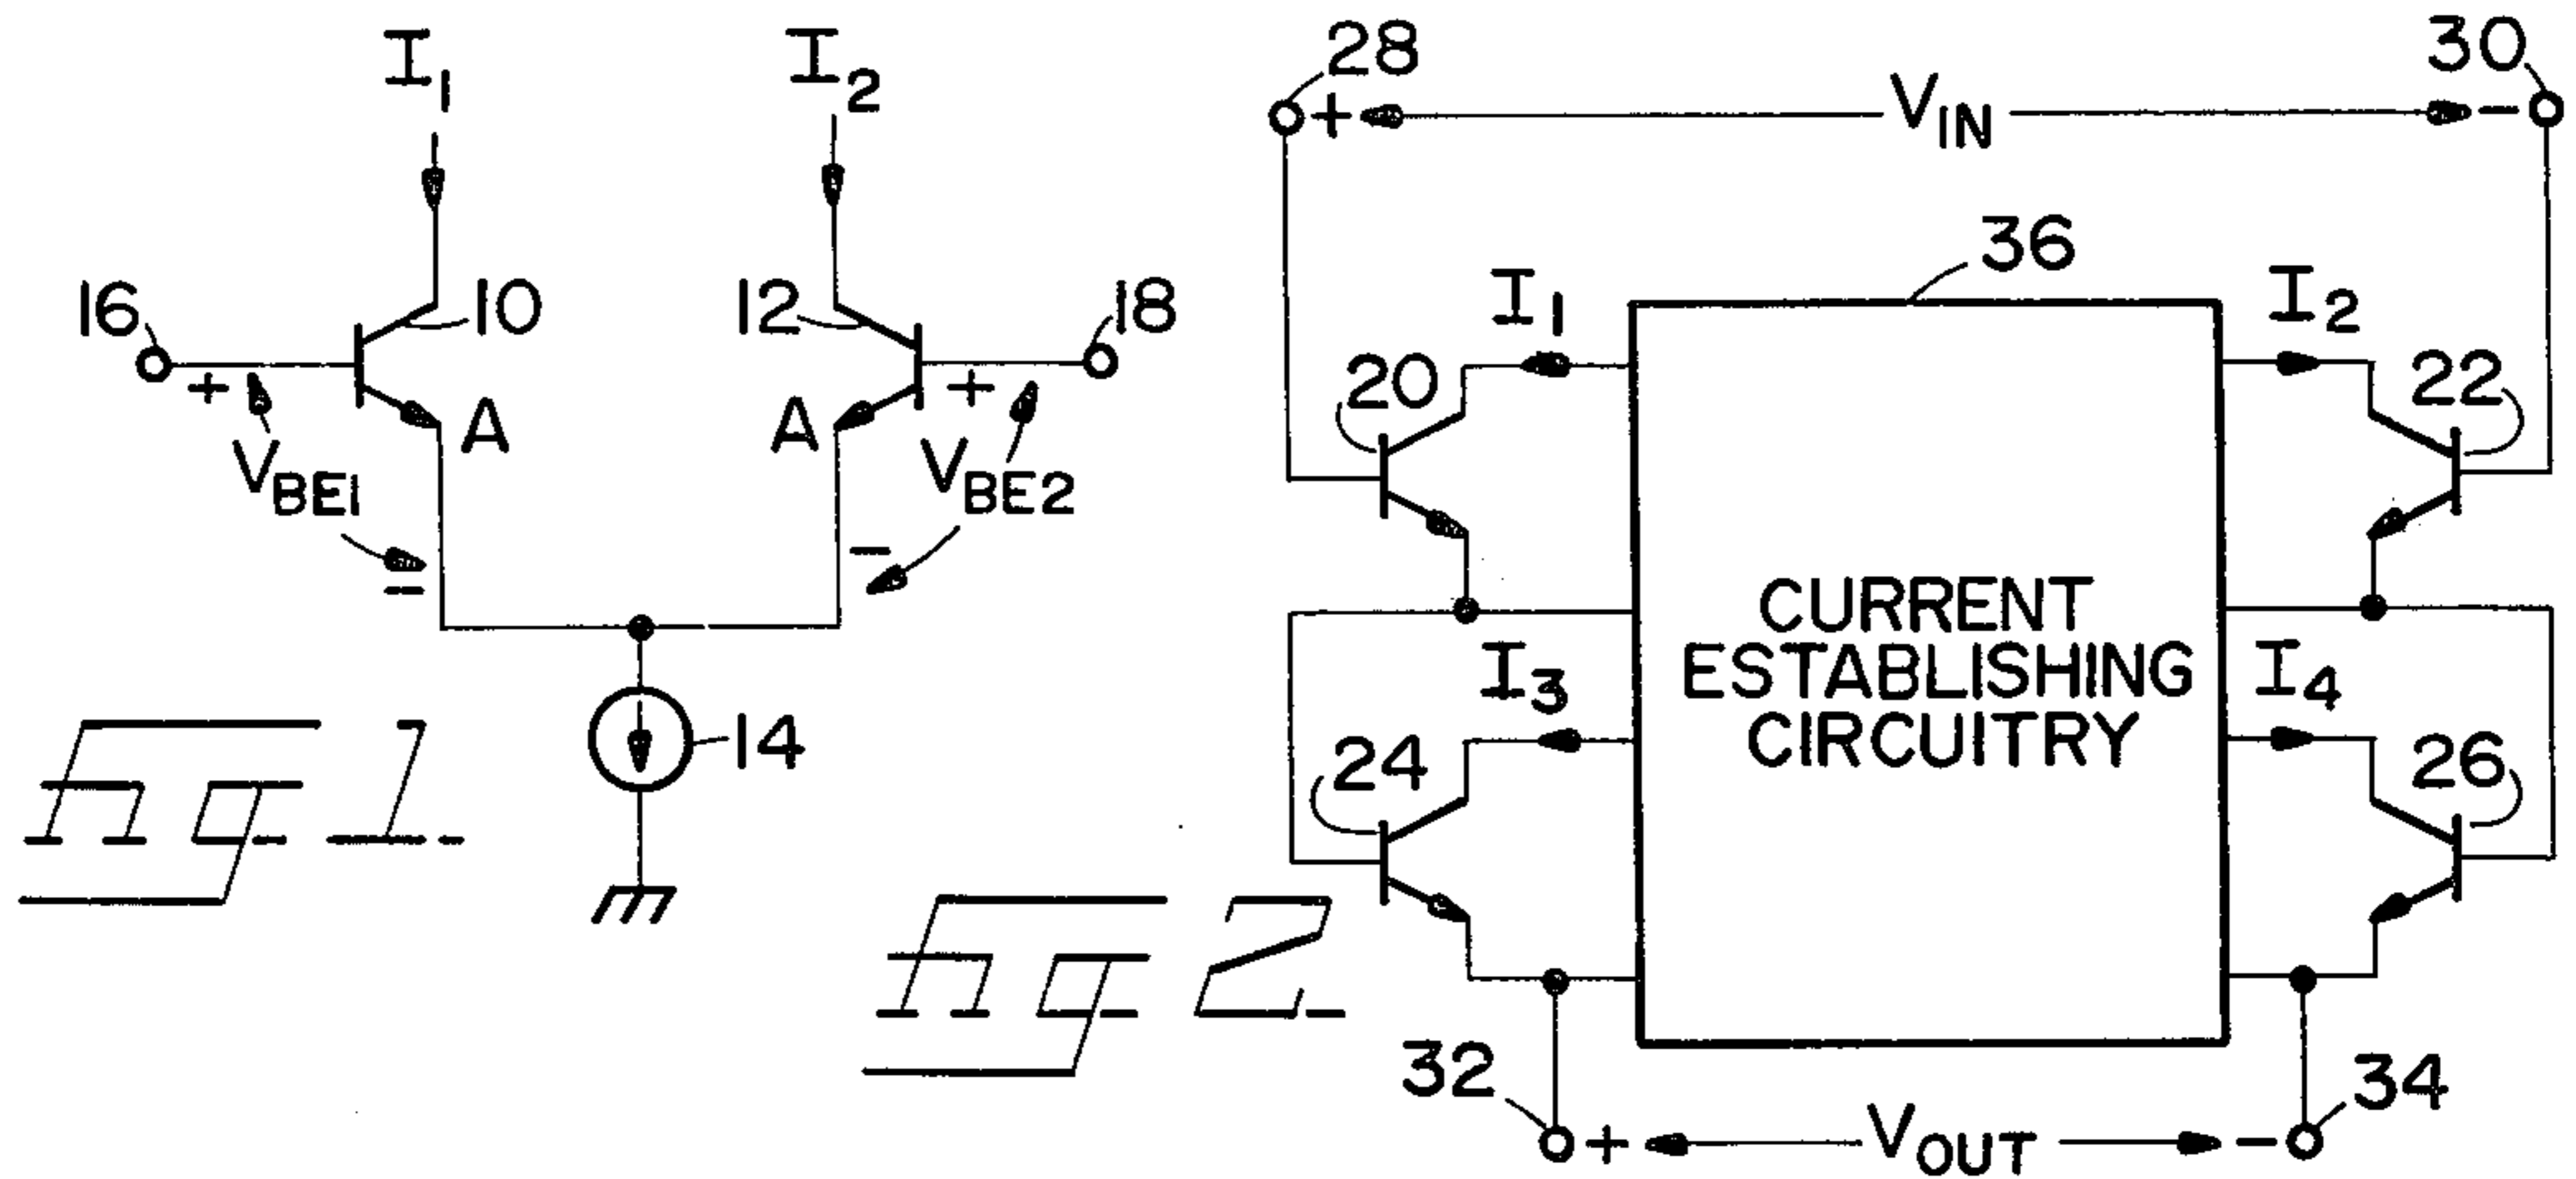 I1
I2
16
10
12
18
+
A
A
+
VBE1
VBE2
-
-
14
Fig 1.
28
+
VIN
-
30
36
I1
I2
20
22
CURRENT
ESTABLISHING
CIRCUITRY
I3
I4
24
26
32
+
VOUT
-
34
Fig 2.